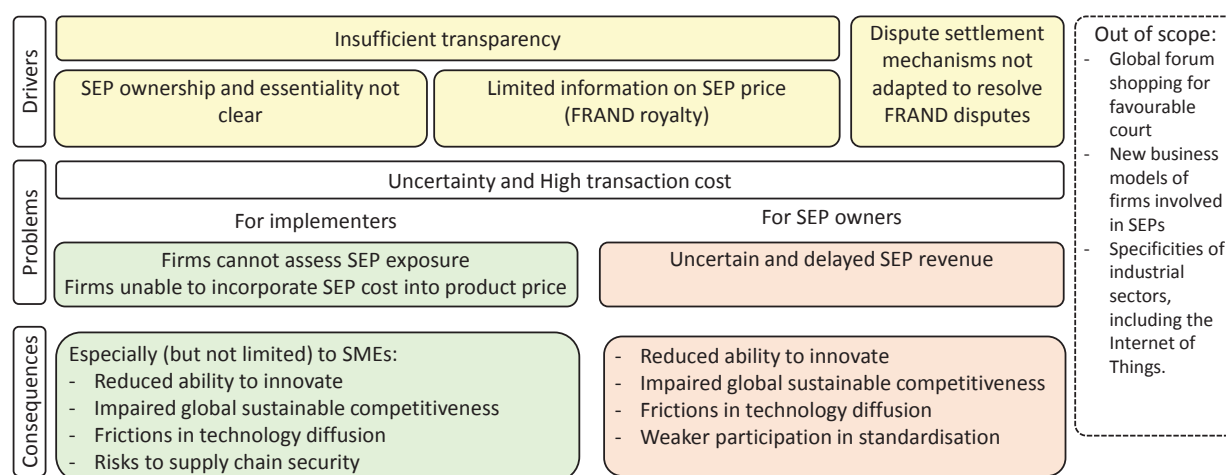 Drivers
Insufficient transparency
SEP ownership and essentiality not
clear
Limited information on SEP price
(FRAND royalty)
Dispute settlement
mechanisms not
adapted to resolve
FRAND disputes
Problems
Uncertainty and High transaction cost
For implementers
Firms cannot assess SEP exposure
Firms unable to incorporate SEP cost into product price
For SEP owners
Uncertain and delayed SEP revenue
Consequences
Especially (but not limited) to SMEs:
- Reduced ability to innovate
- Impaired global sustainable competitiveness
- Frictions in technology diffusion
- Risks to supply chain security
- Reduced ability to innovate
- Impaired global sustainable competitiveness
- Frictions in technology diffusion
- Weaker participation in standardisation
Out of scope:
- Global forum
shopping for
favourable
court
- New business
models of
firms involved
in SEPs
- Specificities of
industrial
sectors,
including the
Internet of
Things.